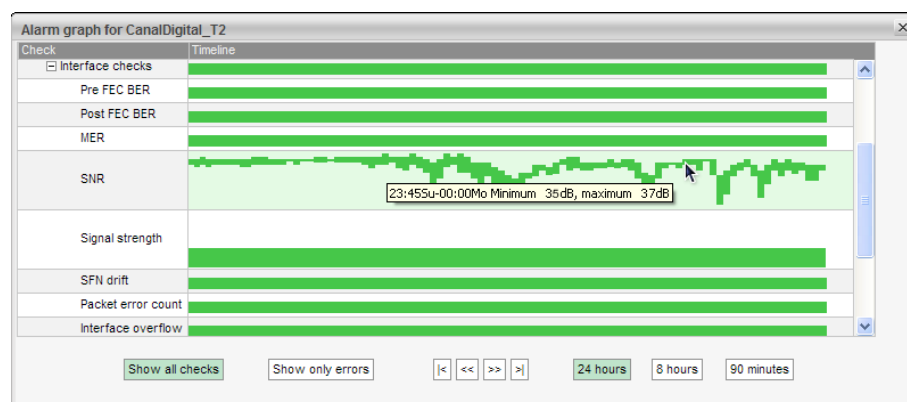 Alarm graph for CanalDigital_T2
Check Timeline
Interface checks
Pre FEC BER
Post FEC BER
MER
SNR
23:45Su-00:00Mo Minimum 35dB, maximum 37dB
Signal strength
SFN drift
Packet error count
Interface overflow
Show all checks Show only errors |< << >> >| 24 hours 8 hours 90 minutes